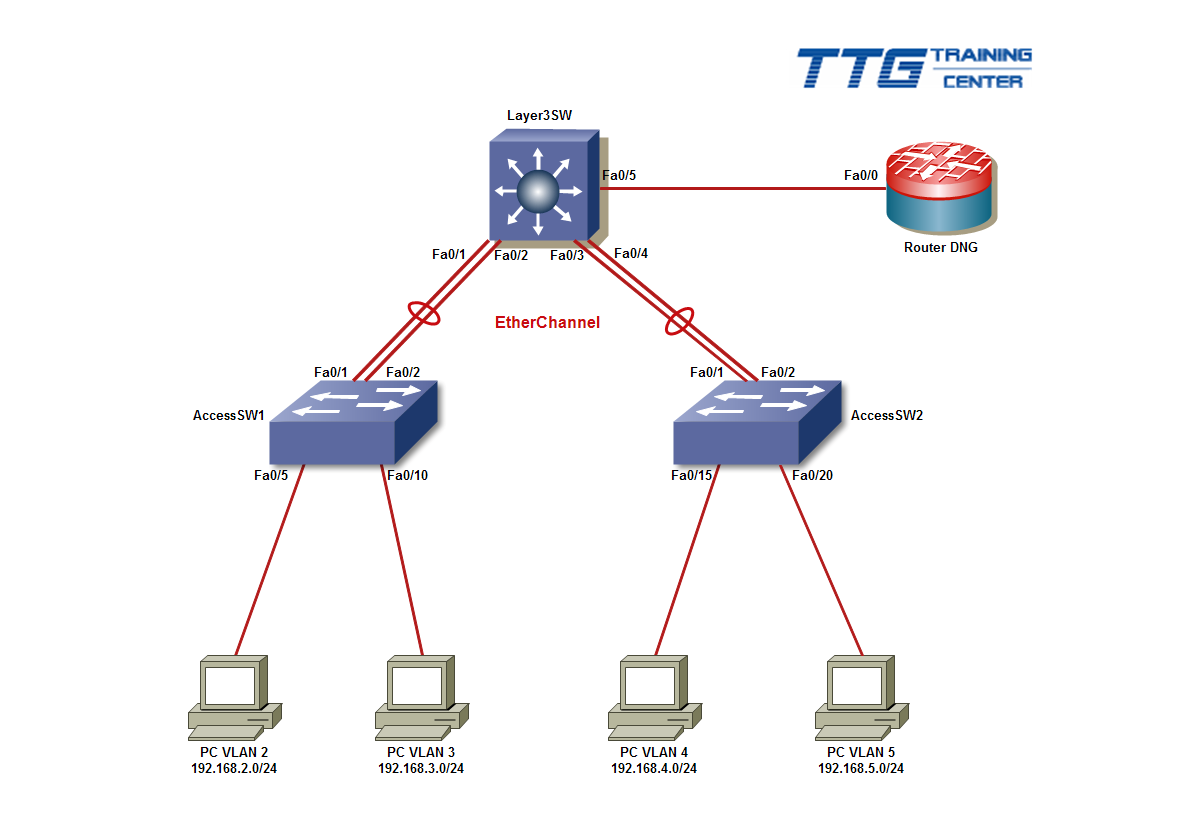 TTG TRAINING
CENTER
Layer3SW
Fa0/5
Fa0/0
Router DNG
Fa0/1
Fa0/2
Fa0/3
Fa0/4
EtherChannel
Fa0/1
Fa0/2
Fa0/1
Fa0/2
AccessSW1
AccessSW2
Fa0/5
Fa0/10
Fa0/15
Fa0/20
PC VLAN 2
192.168.2.0/24
PC VLAN 3
192.168.3.0/24
PC VLAN 4
192.168.4.0/24
PC VLAN 5
192.168.5.0/24